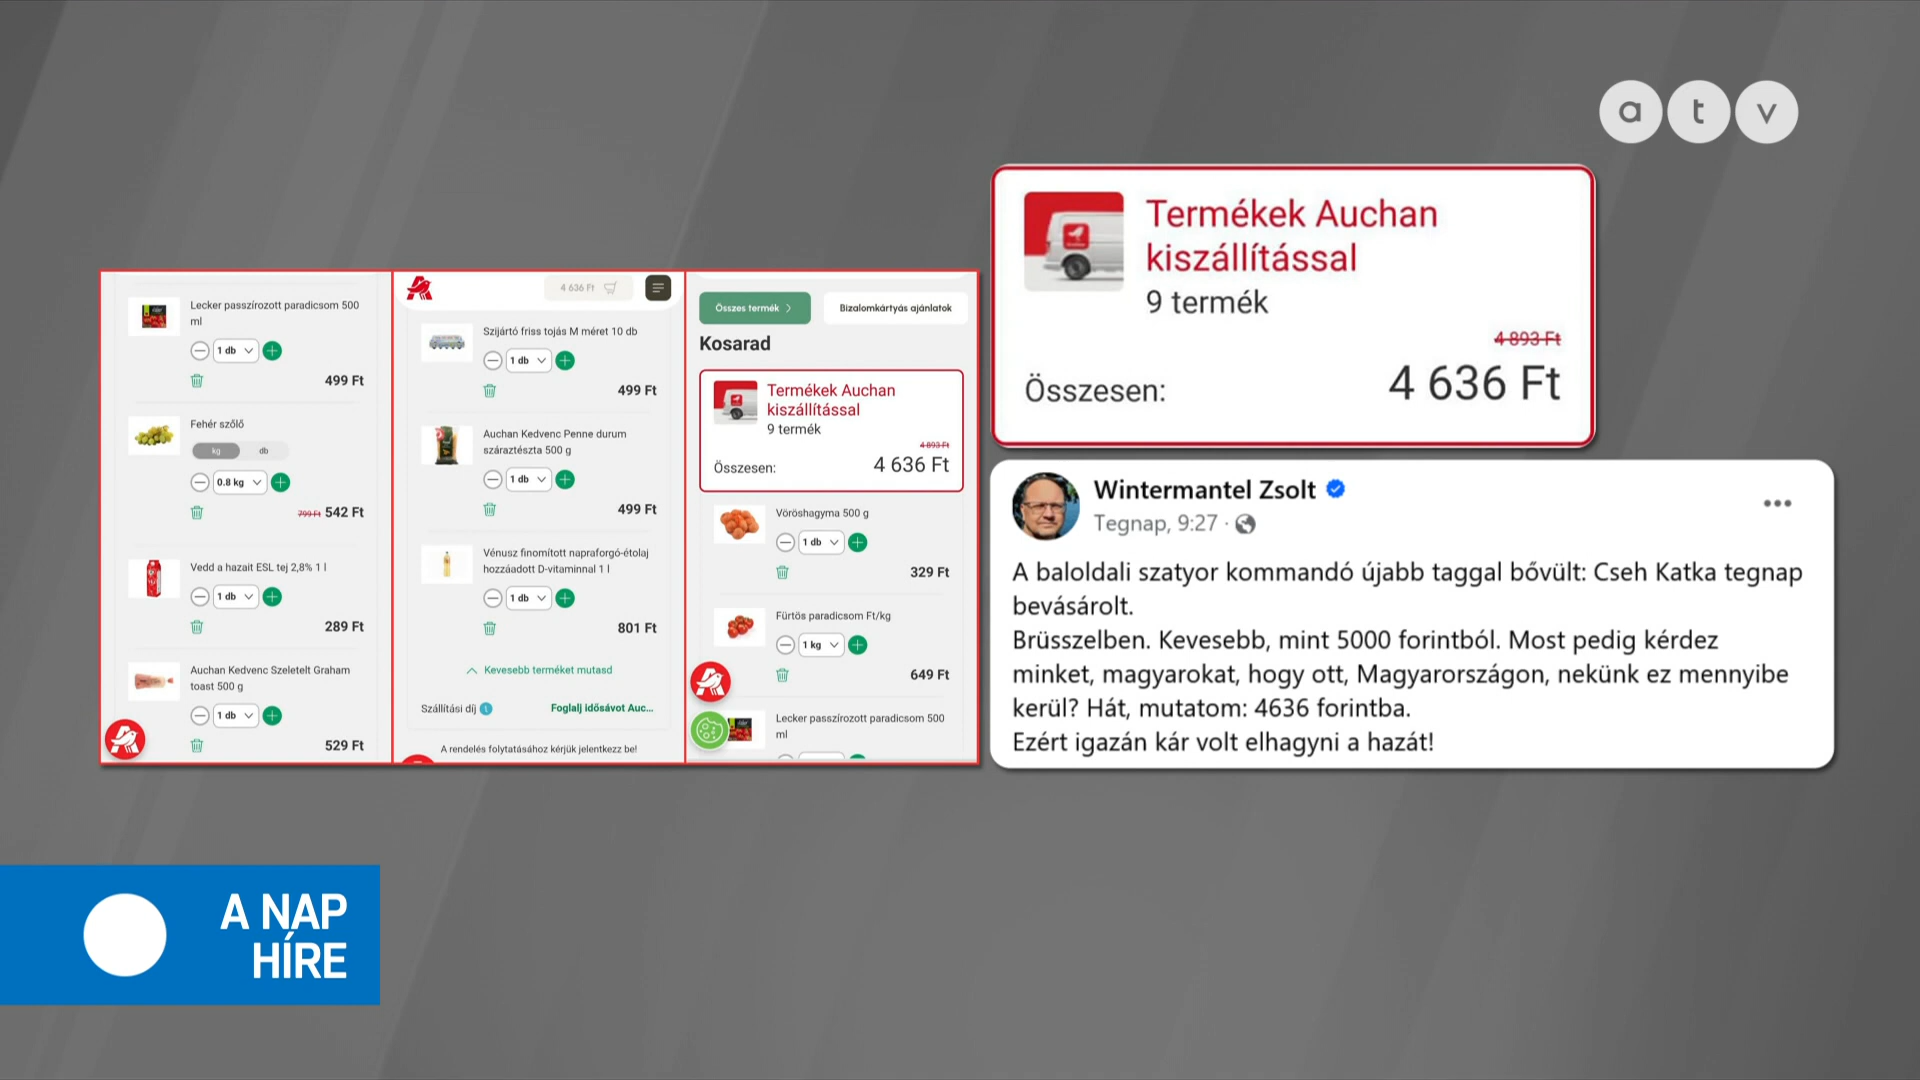 a t v
Lecker passzírozott paradicsom 500
ml
1 db
499 Ft
Fehér szőlő
kg db
0.8 kg
799 Ft 542 Ft
Vedd a hazait ESL tej 2,8% 1 l
1 db
289 Ft
Auchan Kedvenc Szeletelt Graham
toast 500 g
1 db
529 Ft
4 636 Ft
Szijártó friss tojás M méret 10 db
1 db
499 Ft
Auchan Kedvenc Penne durum
száraztészta 500 g
1 db
499 Ft
Vénusz finomított napraforgó-étolaj
hozzáadott D-vitaminnal 1 l
1 db
801 Ft
Kevesebb terméket mutasd
Szállítási díj i Foglalj idősávot Auc...
A rendelés folytatásához kérjük jelentkezz be!
Összes termék
Bizalomkártyás ajánlatok
Kosarad
Termékek Auchan
kiszállítással
9 termék
4 893 Ft
Összesen: 4 636 Ft
Vöröshagyma 500 g
1 db
329 Ft
Fürtös paradicsom Ft/kg
1 kg
649 Ft
Lecker passzírozott paradicsom 500
ml
Termékek Auchan
kiszállítással
9 termék
4 893 Ft
Összesen: 4 636 Ft
Wintermantel Zsolt
Tegnap, 9:27 ·
A baloldali szatyor kommandó újabb taggal bővült: Cseh Katka tegnap
bevásárolt.
Brüsszelben. Kevesebb, mint 5000 forintból. Most pedig kérdez
minket, magyarokat, hogy ott, Magyarországon, nekünk ez mennyibe
kerül? Hát, mutatom: 4636 forintba.
Ezért igazán kár volt elhagyni a hazát!
A NAP
HÍRE